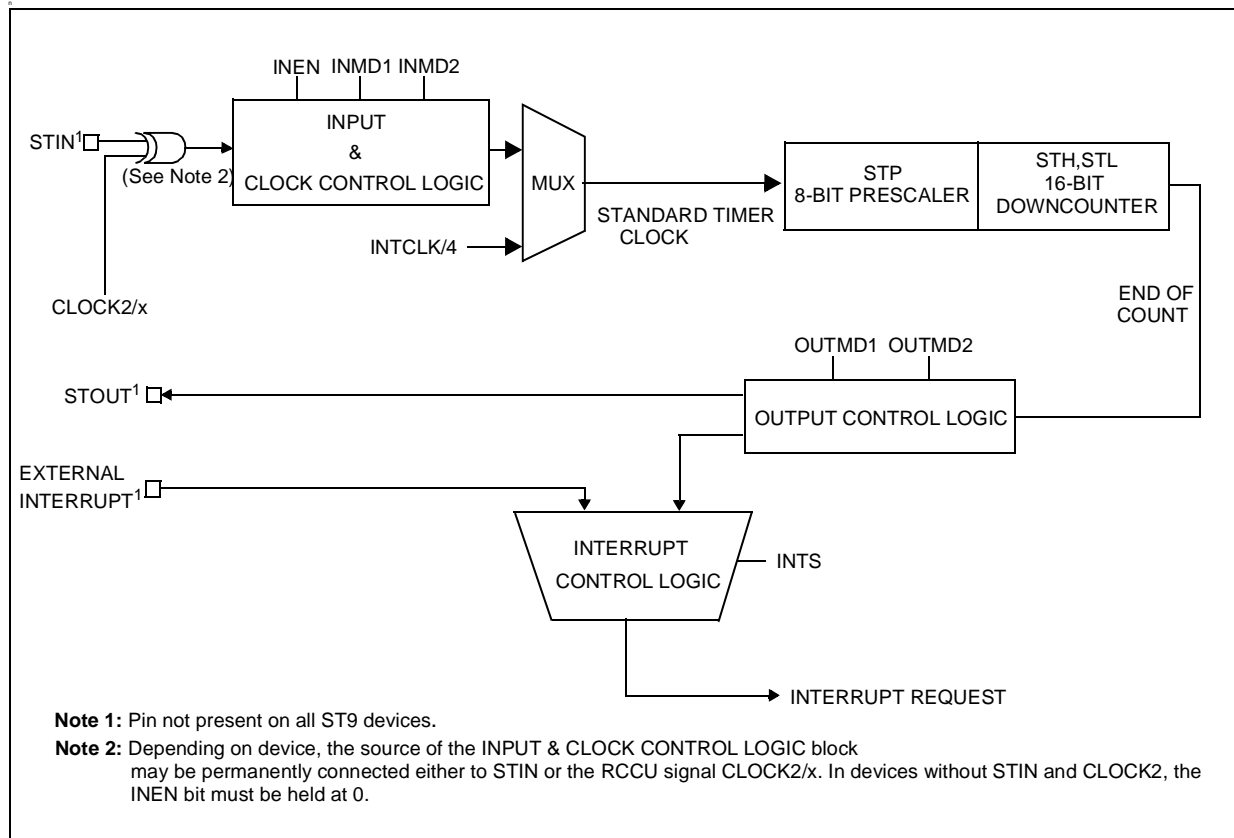 INEN INMD1 INMD2
STIN¹
(See Note 2)
INPUT
&
CLOCK CONTROL LOGIC
MUX
INTCLK/4
CLOCK2/x
STANDARD TIMER
CLOCK
STP
8-BIT PRESCALER
STH,STL
16-BIT
DOWNCOUNTER
END OF
COUNT
OUTMD1 OUTMD2
STOUT¹
OUTPUT CONTROL LOGIC
EXTERNAL
INTERRUPT¹
INTERRUPT
CONTROL LOGIC
INTS
INTERRUPT REQUEST
Note 1: Pin not present on all ST9 devices.
Note 2: Depending on device, the source of the INPUT & CLOCK CONTROL LOGIC block
may be permanently connected either to STIN or the RCCU signal CLOCK2/x. In devices without STIN and CLOCK2, the
INEN bit must be held at 0.